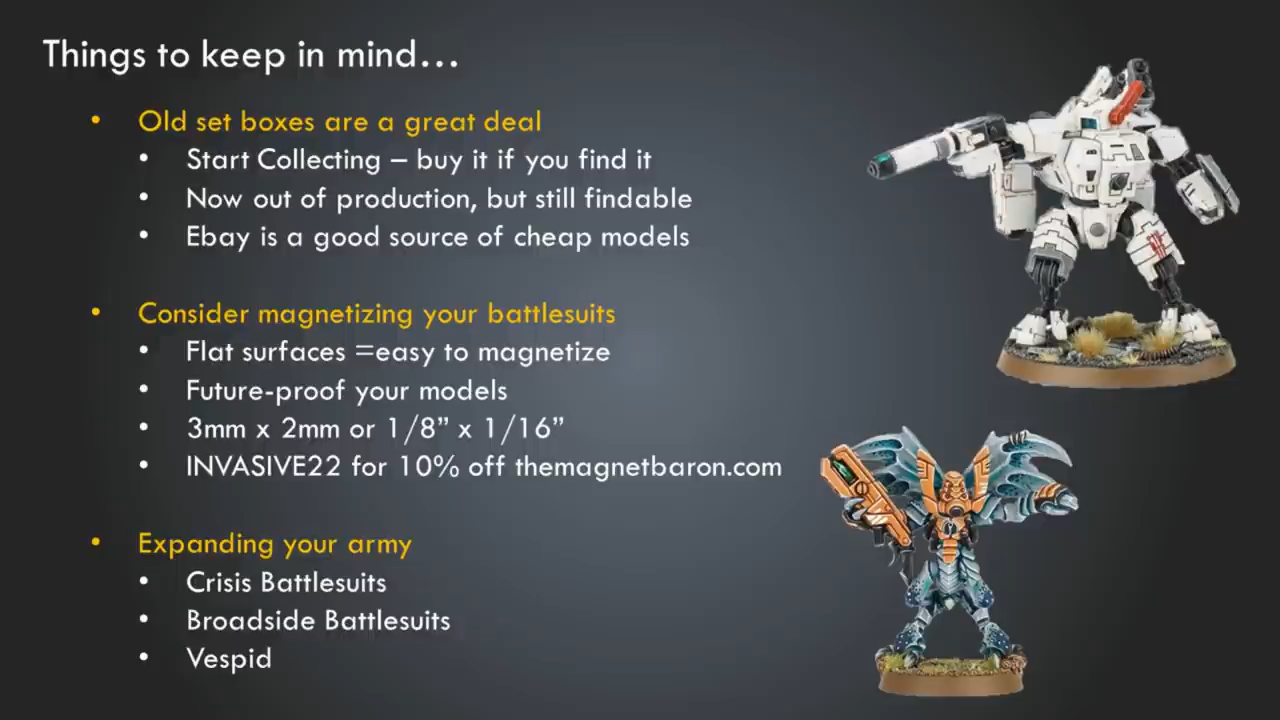 Things to keep in mind…
• Old set boxes are a great deal
• Start Collecting – buy it if you find it
• Now out of production, but still findable
• Ebay is a good source of cheap models
• Consider magnetizing your battlesuits
• Flat surfaces =easy to magnetize
• Future-proof your models
• 3mm x 2mm or 1/8” x 1/16”
• INVASIVE22 for 10% off themagnetbaron.com
• Expanding your army
• Crisis Battlesuits
• Broadside Battlesuits
• Vespid